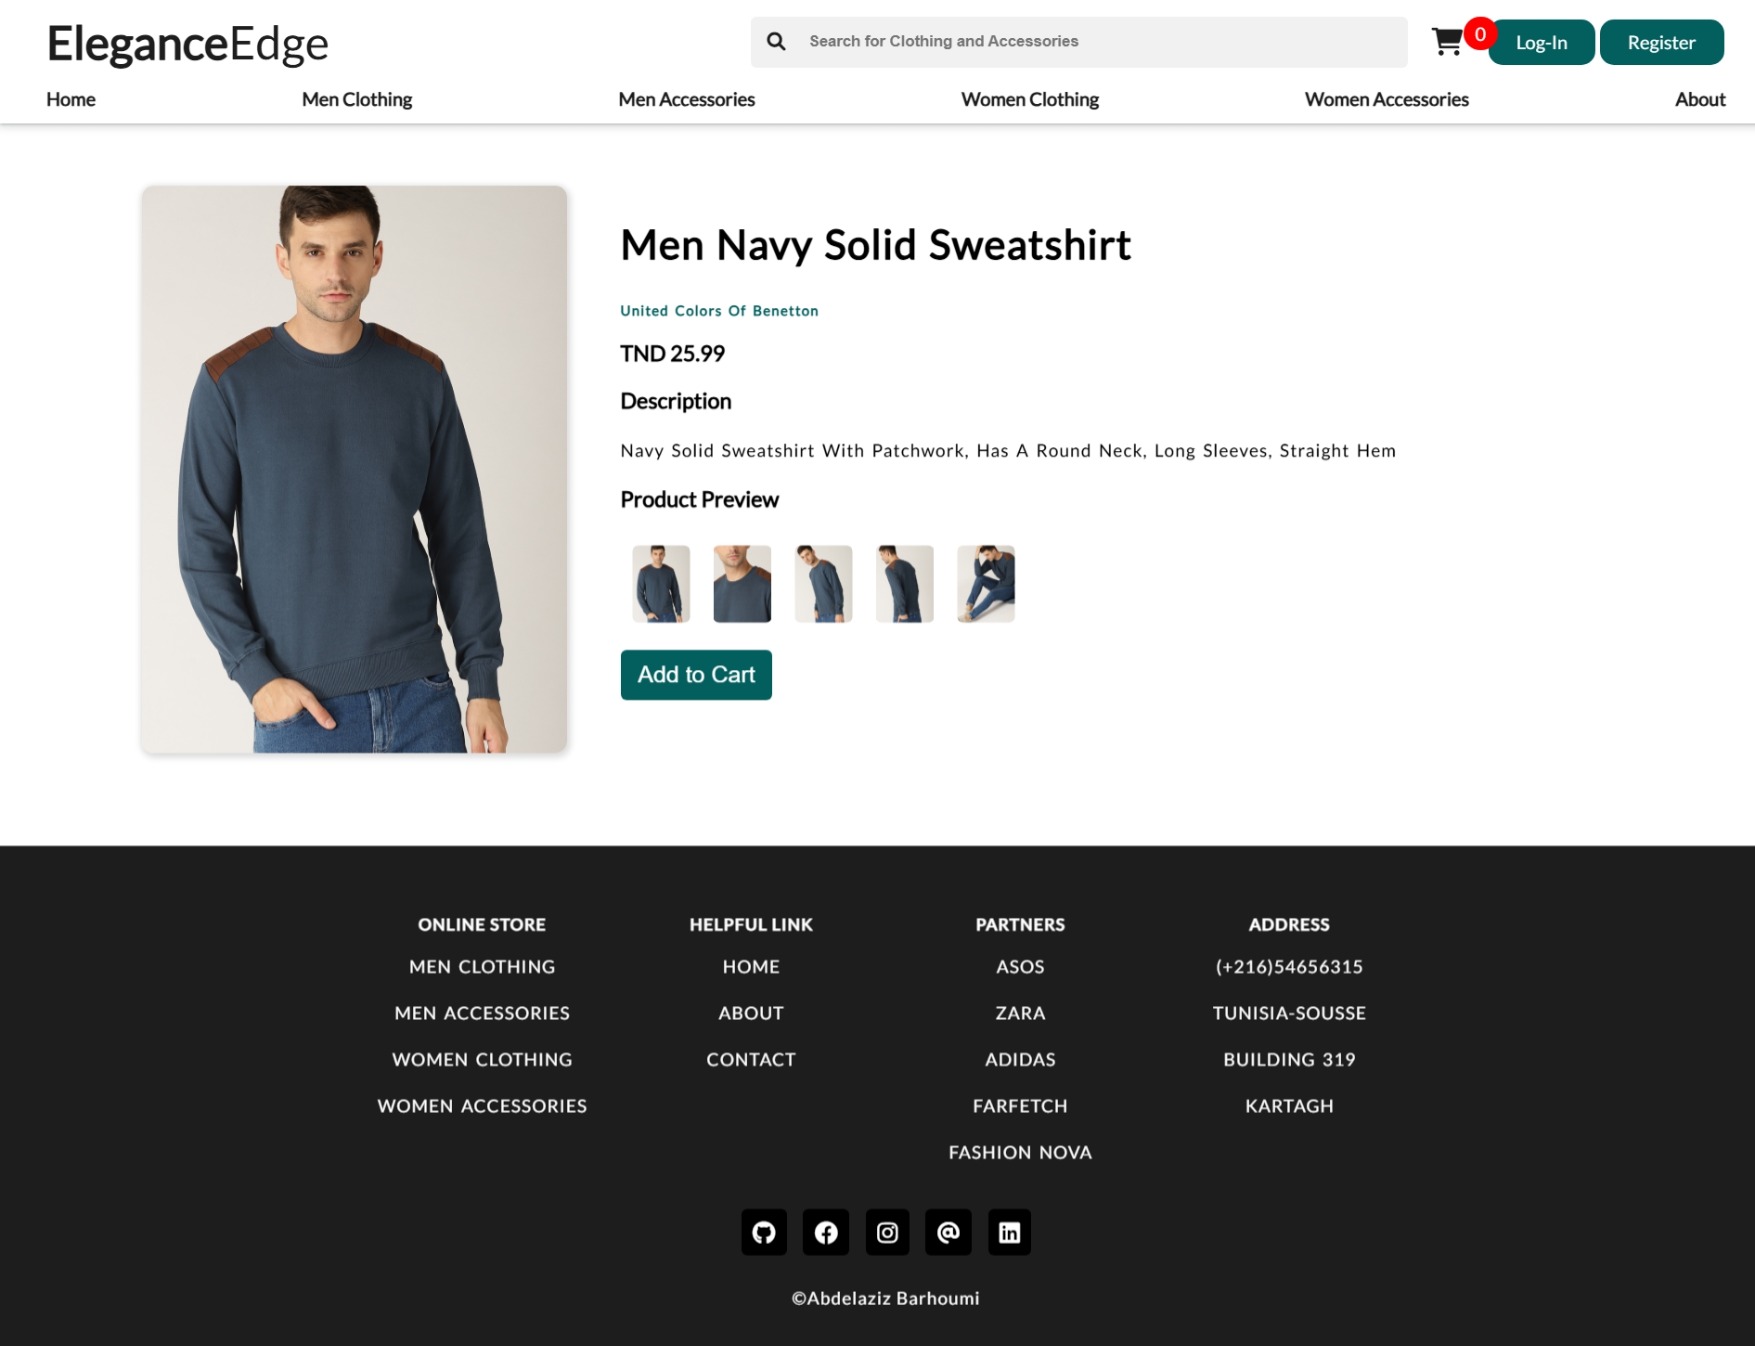 EleganceEdge
Search for Clothing and Accessories
0
Log-In
Register
Home
Men Clothing
Men Accessories
Women Clothing
Women Accessories
About
Men Navy Solid Sweatshirt
United Colors Of Benetton
TND 25.99
Description
Navy Solid Sweatshirt With Patchwork, Has A Round Neck, Long Sleeves, Straight Hem
Product Preview
Add to Cart
ONLINE STORE
MEN CLOTHING
MEN ACCESSORIES
WOMEN CLOTHING
WOMEN ACCESSORIES
HELPFUL LINK
HOME
ABOUT
CONTACT
PARTNERS
ASOS
ZARA
ADIDAS
FARFETCH
FASHION NOVA
ADDRESS
(+216)54656315
TUNISIA-SOUSSE
BUILDING 319
KARTAGH
©Abdelaziz Barhoumi